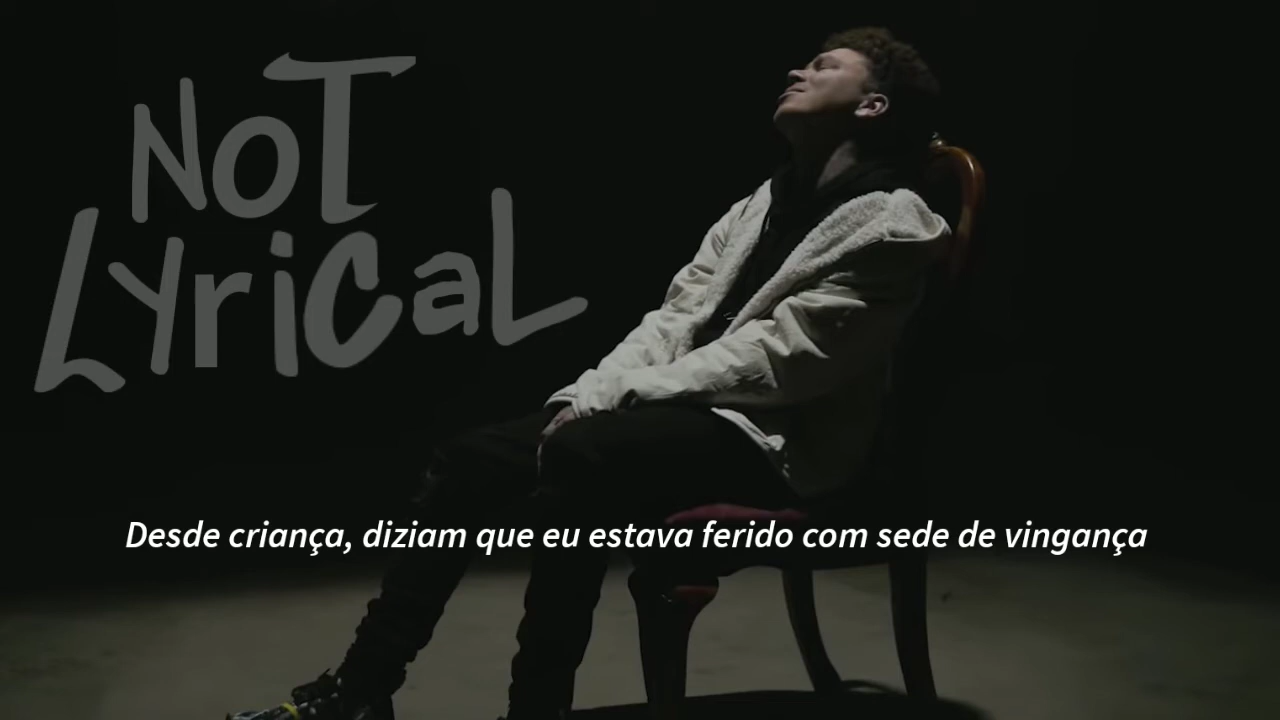 NoT
LyriCaL
Desde criança, diziam que eu estava ferido com sede de vingança